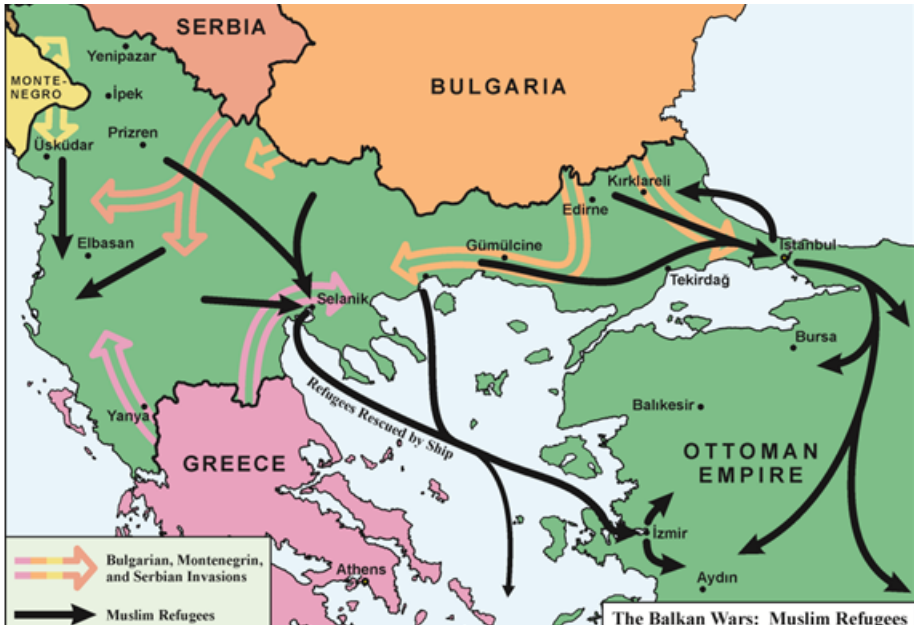 SERBIA
Yenipazar
MONTE-
NEGRO
BULGARIA
İpek
Prizren
Üsküdar
Kırklareli
Edirne
Elbasan
Gümülcine
İstanbul
Tekirdağ
Selanik
Bursa
Refugees Rescued by Ship
Yanya
Balıkesir
GREECE
OTTOMAN
EMPIRE
İzmir
Athens
Aydın
Bulgarian, Montenegrin,
and Serbian Invasions
Muslim Refugees
The Balkan Wars: Muslim Refugees